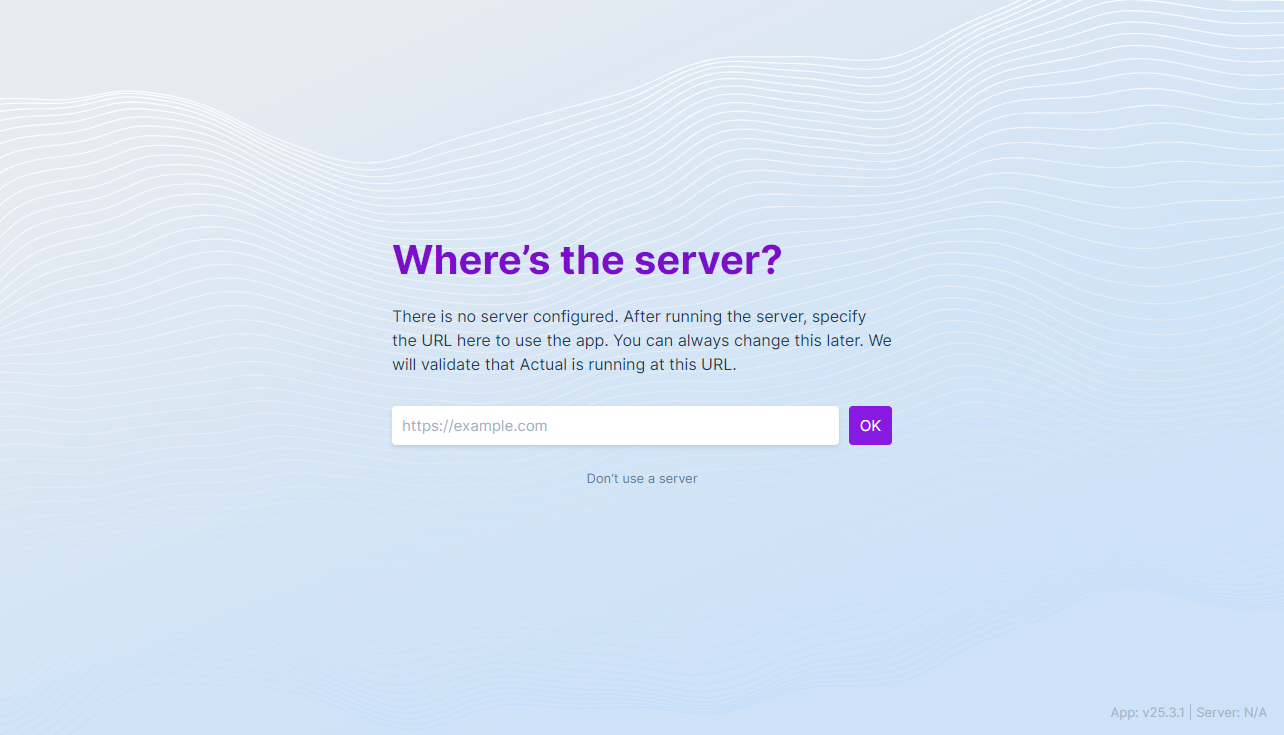 Where’s the server?
There is no server configured. After running the server, specify
the URL here to use the app. You can always change this later. We
will validate that Actual is running at this URL.
https://example.com
OK
Don’t use a server
App: v25.3.1 | Server: N/A